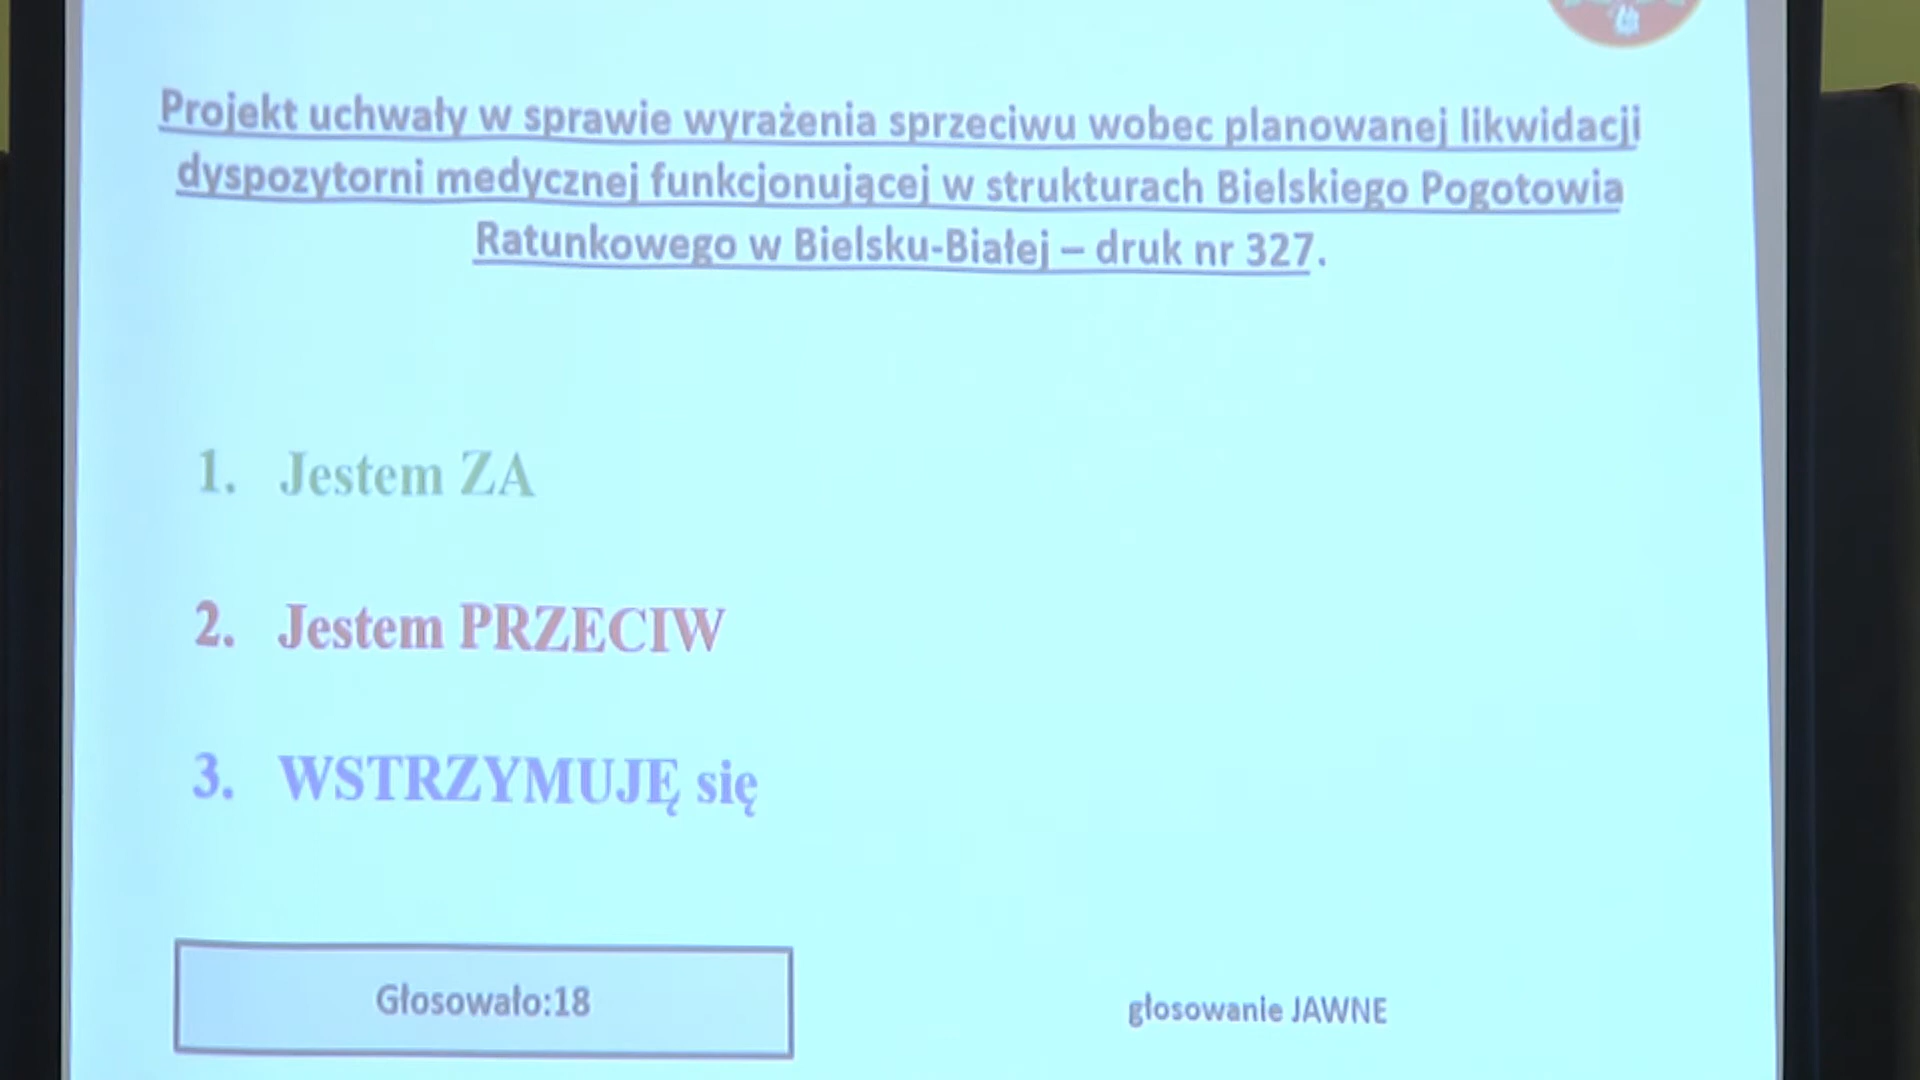 Projekt uchwały w sprawie wyrażenia sprzeciwu wobec planowanej likwidacji
dyspozytorni medycznej funkcjonującej w strukturach Bielskiego Pogotowia
Ratunkowego w Bielsku-Białej – druk nr 327.
1. Jestem ZA
2. Jestem PRZECIW
3. WSTRZYMUJĘ się
Głosowało:18
głosowanie JAWNE